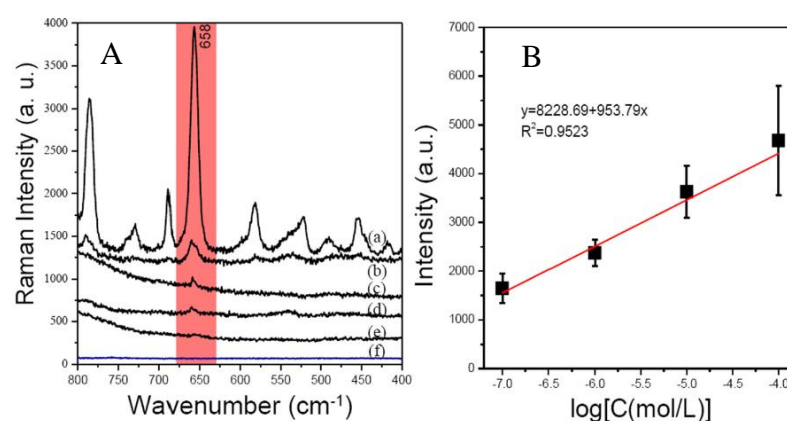 A
658
4000
3500
3000
2500
2000
1500
1000
500
0
Raman Intensity (a. u.)
(a)
(b)
(c)
(d)
(e)
(f)
800 750 700 650 600 550 500 450 400
Wavenumber (cm⁻¹)
B
y=8228.69+953.79x
R²=0.9523
7000
6000
5000
4000
3000
2000
1000
0
Intensity (a.u.)
-7.0 -6.5 -6.0 -5.5 -5.0 -4.5 -4.0
log[C(mol/L)]